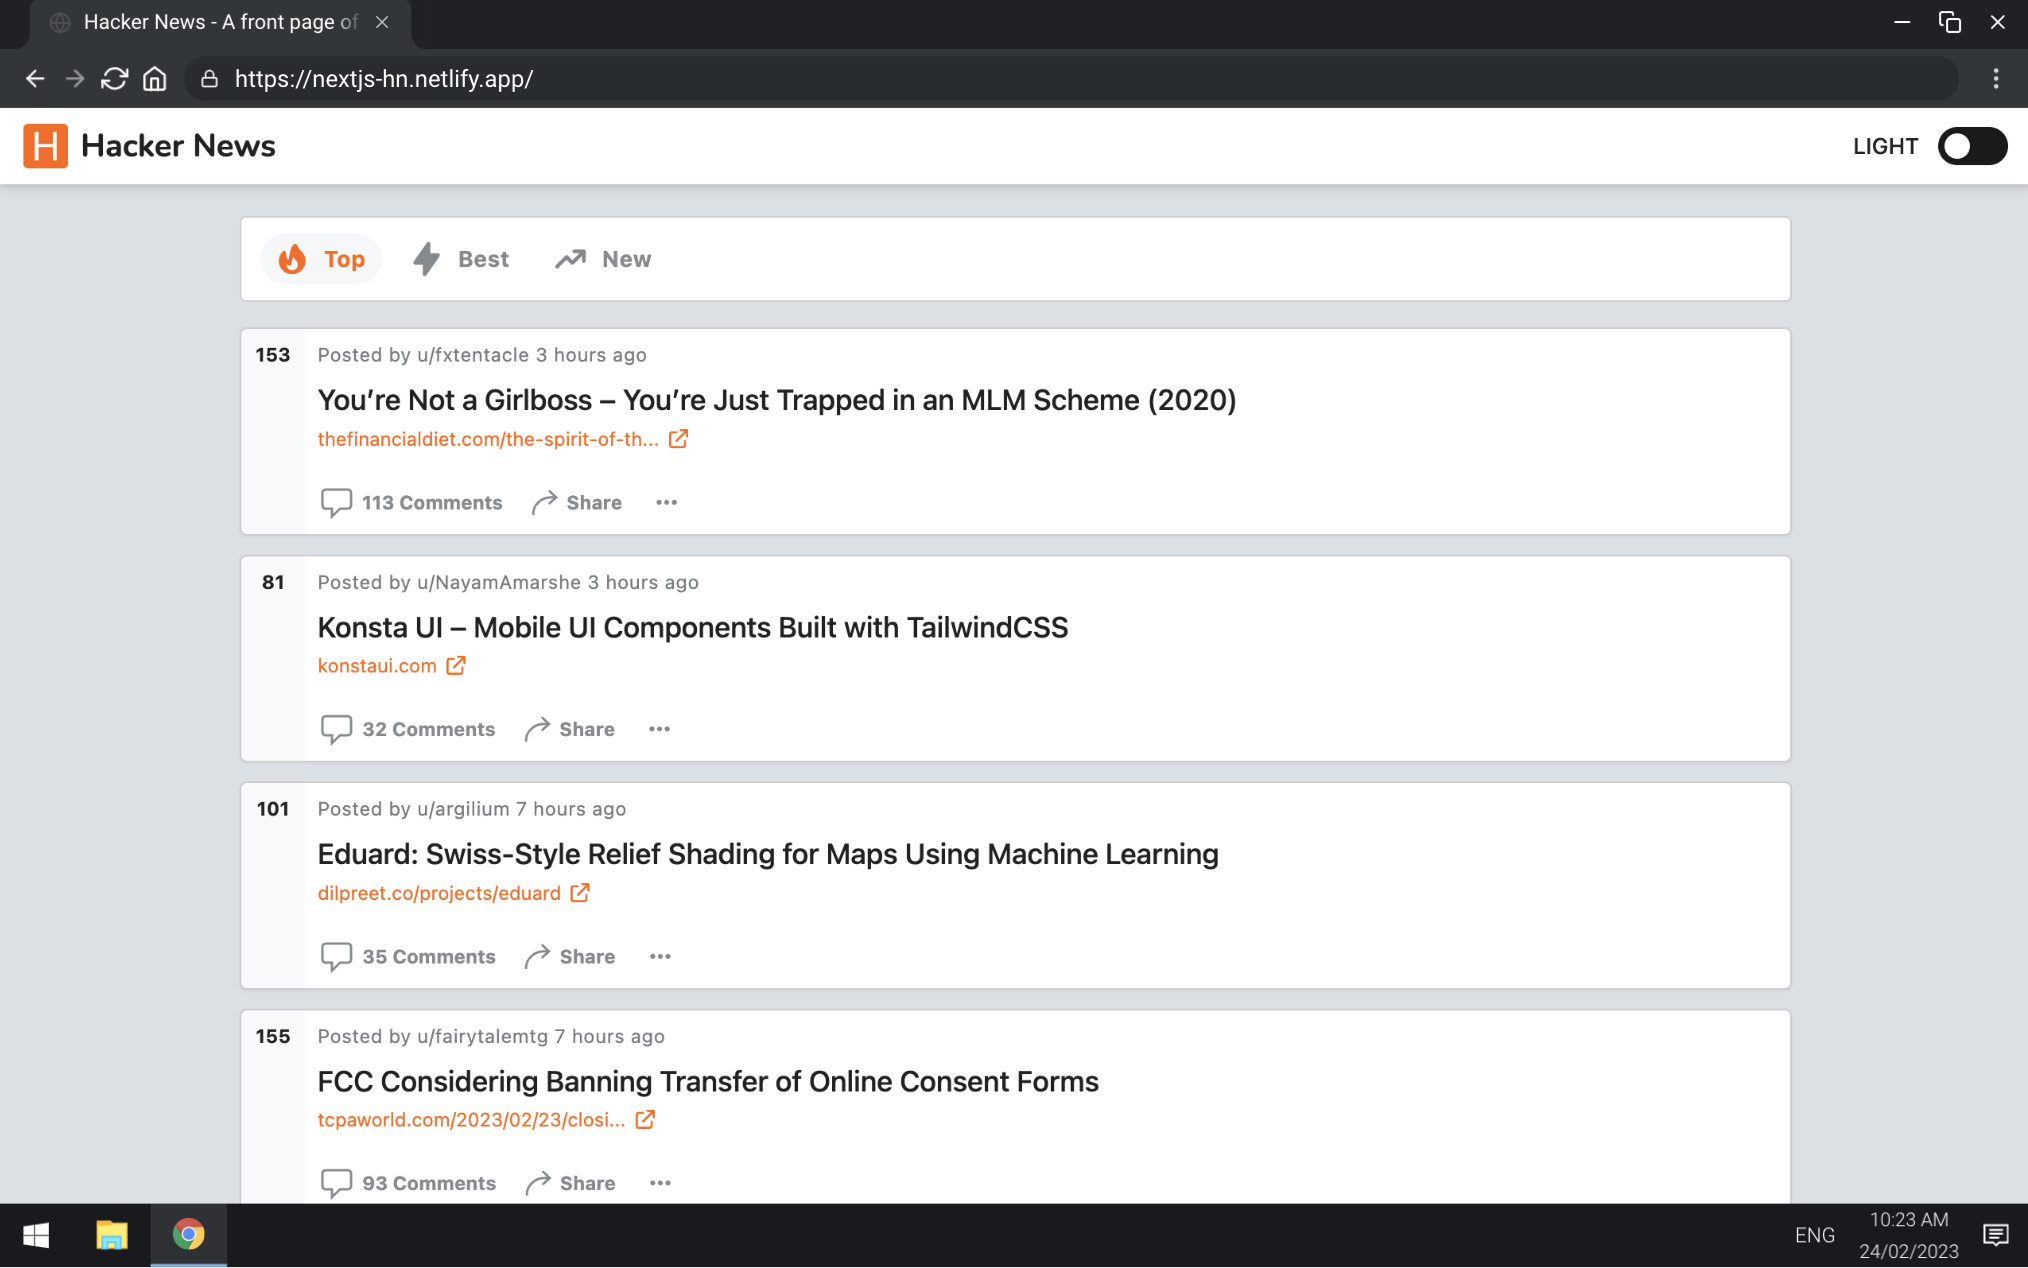 Hacker News - A front page of
https://nextjs-hn.netlify.app/
H Hacker News
LIGHT
Top Best New
153 Posted by u/fxtentacle 3 hours ago
You’re Not a Girlboss – You’re Just Trapped in an MLM Scheme (2020)
thefinancialdiet.com/the-spirit-of-th...
113 Comments Share ...
81 Posted by u/NayamAmarshe 3 hours ago
Konsta UI – Mobile UI Components Built with TailwindCSS
konstaui.com
32 Comments Share ...
101 Posted by u/argilium 7 hours ago
Eduard: Swiss-Style Relief Shading for Maps Using Machine Learning
dilpreet.co/projects/eduard
35 Comments Share ...
155 Posted by u/fairytalemtg 7 hours ago
FCC Considering Banning Transfer of Online Consent Forms
tcpaworld.com/2023/02/23/closi...
93 Comments Share ...
ENG
10:23 AM
24/02/2023